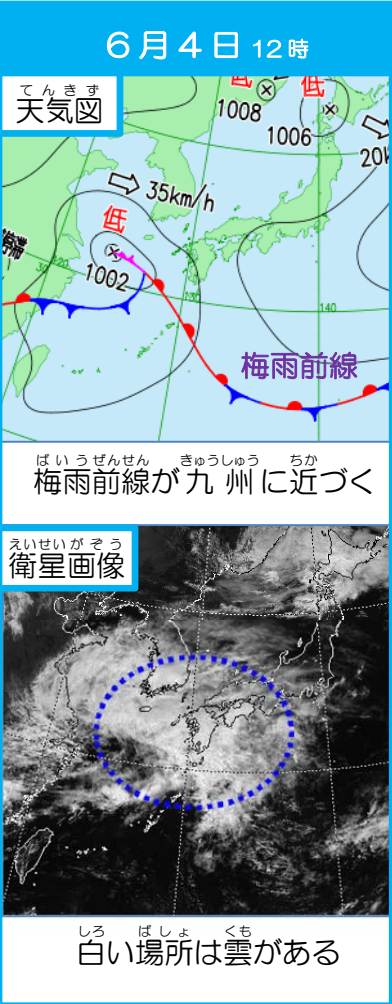 6月4日 12時
てんきず
天気図
低 低
1008
1006
20k
35km/h
低
1002
30
120
130
140
梅雨前線
ばいうぜんせん きゅうしゅう ちか
梅雨前線が九州に近づく
えいせいがぞう
衛星画像
しろ ばしょ くも
白い場所は雲がある